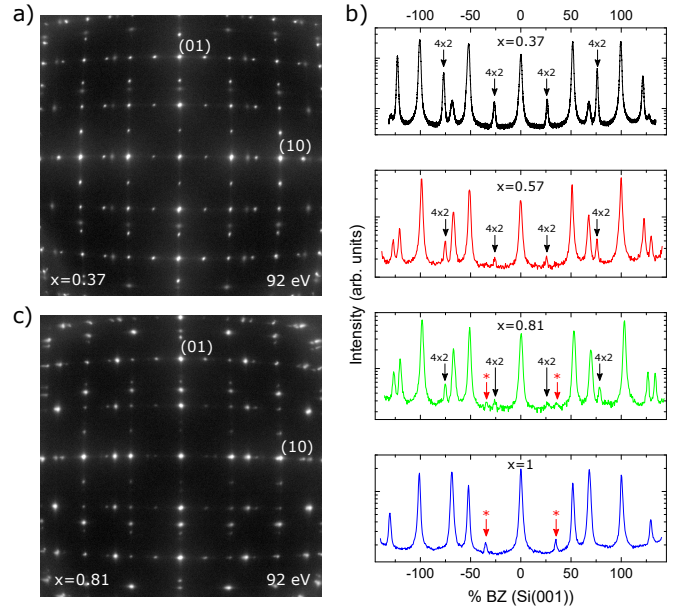 a)
(01)
(10)
x=0.37
92 eV
c)
(01)
(10)
x=0.81
92 eV
b)
-100 -50 0 50 100
x=0.37
4x2 4x2 4x2 4x2
x=0.57
4x2 4x2 4x2 4x2
x=0.81
4x2 * 4x2 4x2 * 4x2
x=1
* *
-100 -50 0 50 100
% BZ (Si(001))
Intensity (arb. units)